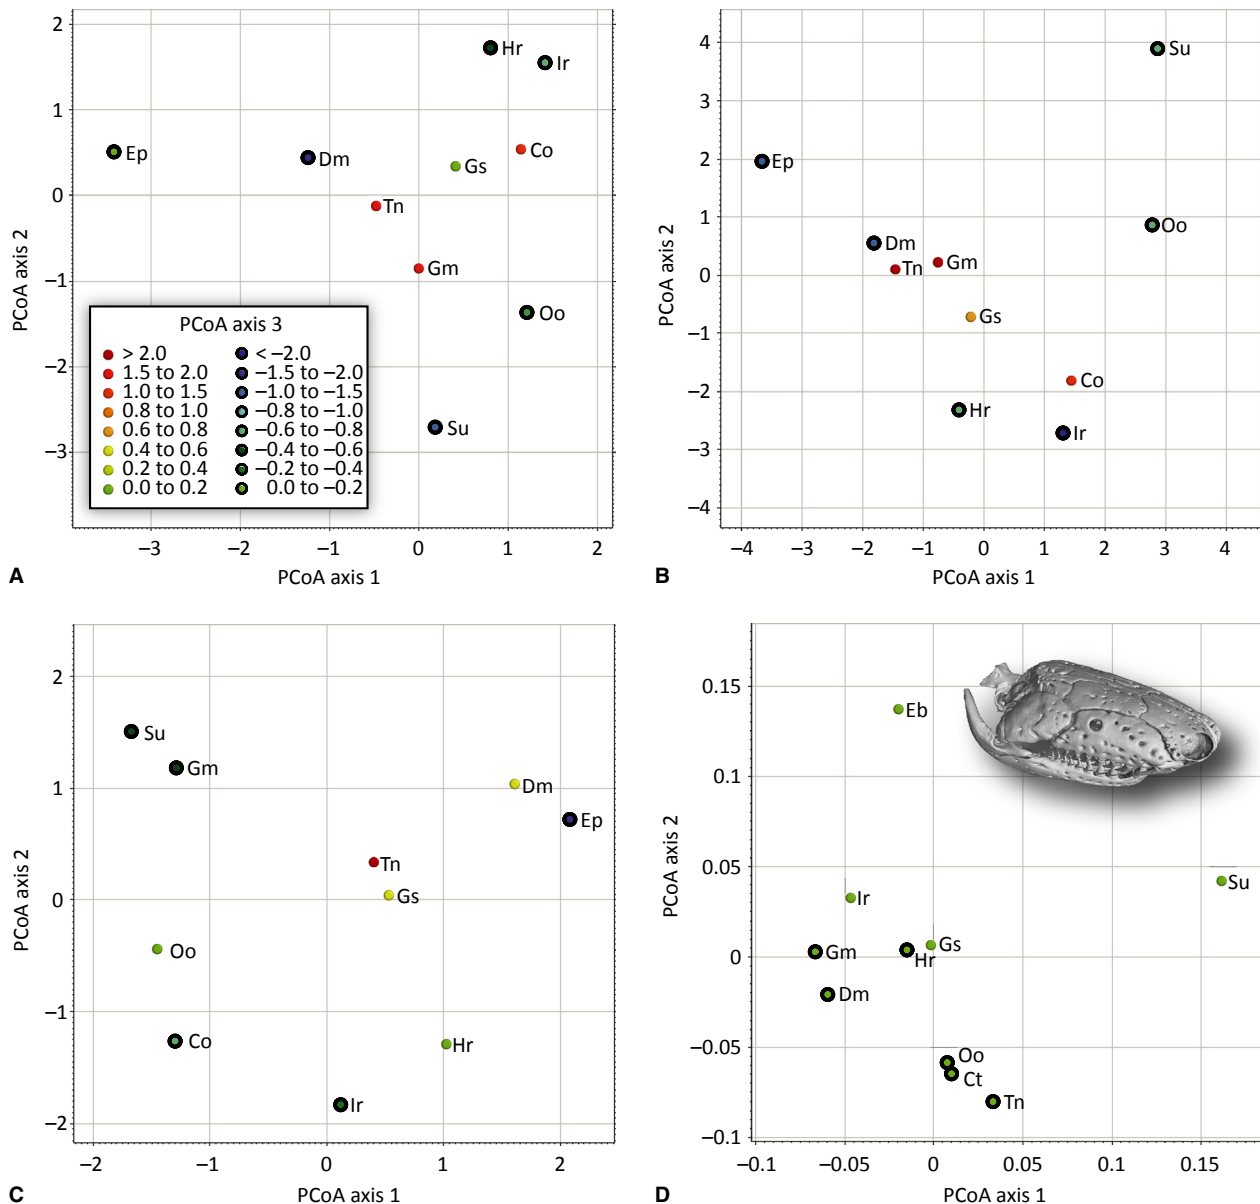 2
1
0
−1
−2
−3
PCoA axis 2
Hr
Ir
Ep
Dm
Gs
Co
Tn
Gm
Oo
Su
PCoA axis 3
> 2.0 < −2.0
1.5 to 2.0 −1.5 to −2.0
1.0 to 1.5 −1.0 to −1.5
0.8 to 1.0 −0.8 to −1.0
0.6 to 0.8 −0.6 to −0.8
0.4 to 0.6 −0.4 to −0.6
0.2 to 0.4 −0.2 to −0.4
0.0 to 0.2 0.0 to −0.2
−3 −2 −1 0 1 2
PCoA axis 1
A
4
3
2
1
0
−1
−2
−3
−4
PCoA axis 2
Su
Ep
Oo
Dm
Tn
Gm
Gs
Co
Hr
Ir
−4 −3 −2 −1 0 1 2 3 4
PCoA axis 1
B
2
1
0
−1
−2
PCoA axis 2
Su
Gm
Dm
Ep
Tn
Gs
Oo
Co
Hr
Ir
−2 −1 0 1 2
PCoA axis 1
C
0.15
0.1
0.05
0
−0.05
−0.1
PCoA axis 2
Eb
Su
Ir
Gs
Gm
Hr
Dm
Oo
Ct
Tn
−0.1 −0.05 0 0.05 0.1 0.15
PCoA axis 1
D